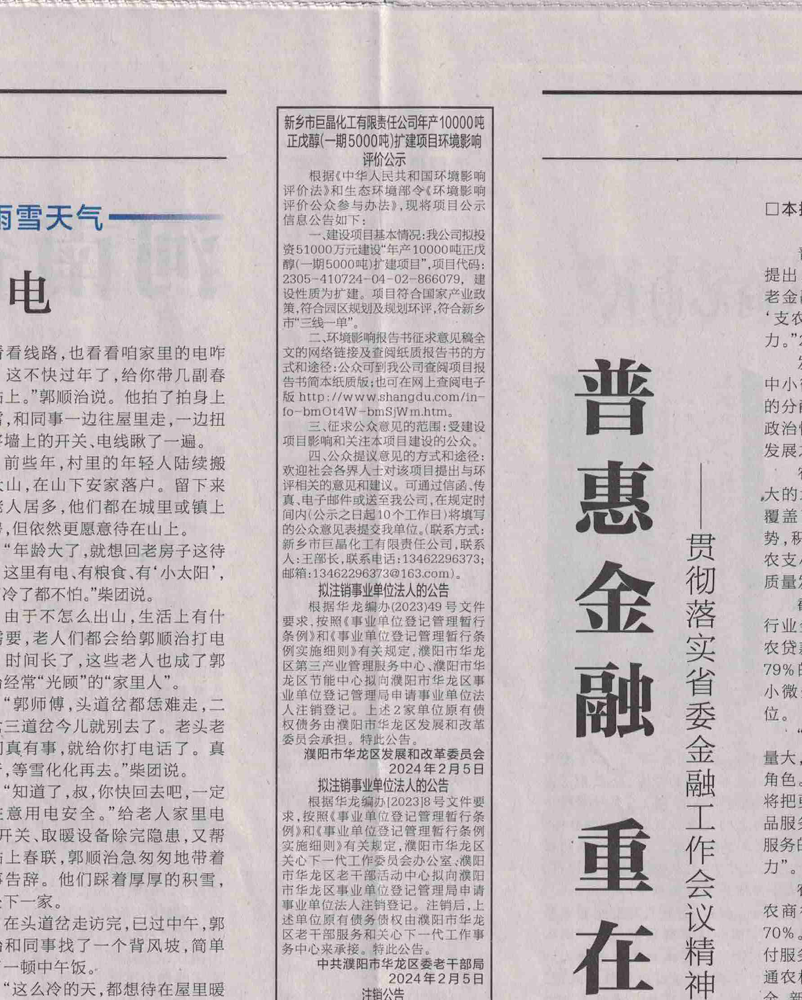 雨雪天气
电
看看线路,也看看咱家里的电咋
这不快过年了,给你带几副春
贴上。”郭顺治说。他拍了拍身上
,和同事一边往屋里走,一边扭
将墙上的开关、电线瞅了一遍。
前些年,村里的年轻人陆续搬
大山,在山下安家落户。留下来
老人居多,他们都在城里或镇上
,但依然更愿意待在山上。
“年龄大了,就想回老房子这待
这里有电、有粮食、有‘小太阳’,
冷了都不怕。”柴团说。
由于不怎么出山,生活上有什
需要,老人们都会给郭顺治打电
时间长了,这些老人也成了郭
治经常“光顾”的“家里人”。
“郭师傅,头道岔都恁难走,二
三道岔今儿就别去了。老头老
们真有事,就给你打电话了。真
,等雪化化再去。”柴团说。
“知道了,叔,你快回去吧,一定
注意用电安全。”给老人家里电
开关、取暖设备除完隐患,又帮
贴上春联,郭顺治急匆匆地带着
事告辞。他们踩着厚厚的积雪,
下一家。
在头道岔走访完,已过中午,郭
治和同事找了一个背风坡,简单
一顿中午饭。
“这么冷的天,都想待在屋里暖
新乡市巨晶化工有限责任公司年产10000吨
正戊醇(一期5000吨)扩建项目环境影响
评价公示
根据《中华人民共和国环境影响
评价法》和生态环境部令《环境影响
评价公众参与办法》,现将项目公示
信息公告如下:
一、建设项目基本情况:我公司拟投
资51000万元建设“年产10000吨正戊
醇(一期5000吨)扩建项目”,项目代码:
2305-410724-04-02-866079,建
设性质为扩建。项目符合国家产业政
策,符合园区规划及规划环评,符合新乡
市“三线一单”。
二、环境影响报告书征求意见稿全
文的网络链接及查阅纸质报告书的方
式和途径:公众可到我公司查阅项目报
告书简本纸质版;也可在网上查阅电子
版 http://www.shangdu.com/in-
fo-bmOt4W-bmSjWm.htm。
三、征求公众意见的范围:受建设
项目影响和关注本项目建设的公众。
四、公众提议意见的方式和途径:
欢迎社会各界人士对该项目提出与环
评相关的意见和建议。可通过信函、传
真、电子邮件或送至我公司,在规定时
间内(公示之日起10个工作日)将填写
的公众意见表提交我单位。(联系方式:
新乡市巨晶化工有限责任公司,联系
人:王部长,联系电话:13462296373;
邮箱:13462296373@163.com)。
拟注销事业单位法人的公告
根据华龙编办(2023)49号文件
要求,按照《事业单位登记管理暂行
条例》和《事业单位登记管理暂行条
例实施细则》有关规定,濮阳市华龙
区第三产业管理服务中心、濮阳市华
龙区节能中心拟向濮阳市华龙区事
业单位登记管理局申请事业单位法
人注销登记。上述2家单位原有债
权债务由濮阳市华龙区发展和改革
委员会承担。特此公告。
濮阳市华龙区发展和改革委员会
2024年2月5日
拟注销事业单位法人的公告
根据华龙编办[2023]8号文件要
求,按照《事业单位登记管理暂行条
例》和《事业单位登记管理暂行条例
实施细则》有关规定,濮阳市华龙区
关心下一代工作委员会办公室、濮阳
市华龙区老干部活动中心拟向濮阳
市华龙区事业单位登记管理局申请
事业单位法人注销登记。注销后,上
述单位原有债务债权由濮阳市华龙
区老干部服务和关心下一代工作事
务中心来承接。特此公告。
中共濮阳市华龙区委老干部局
2024年2月5日
注销公告
普惠金融 重在
——贯彻落实省委金融工作会议精神
□本
提出
老金
‘支农
力。”
中小
的分
政治
发展
大的
覆盖
势,积
农支
质量
行业
农贷
79%的
小微
位。
量大,
角色。
将把
品服务
服务的
力”。
农商
70%。
付服务
通农